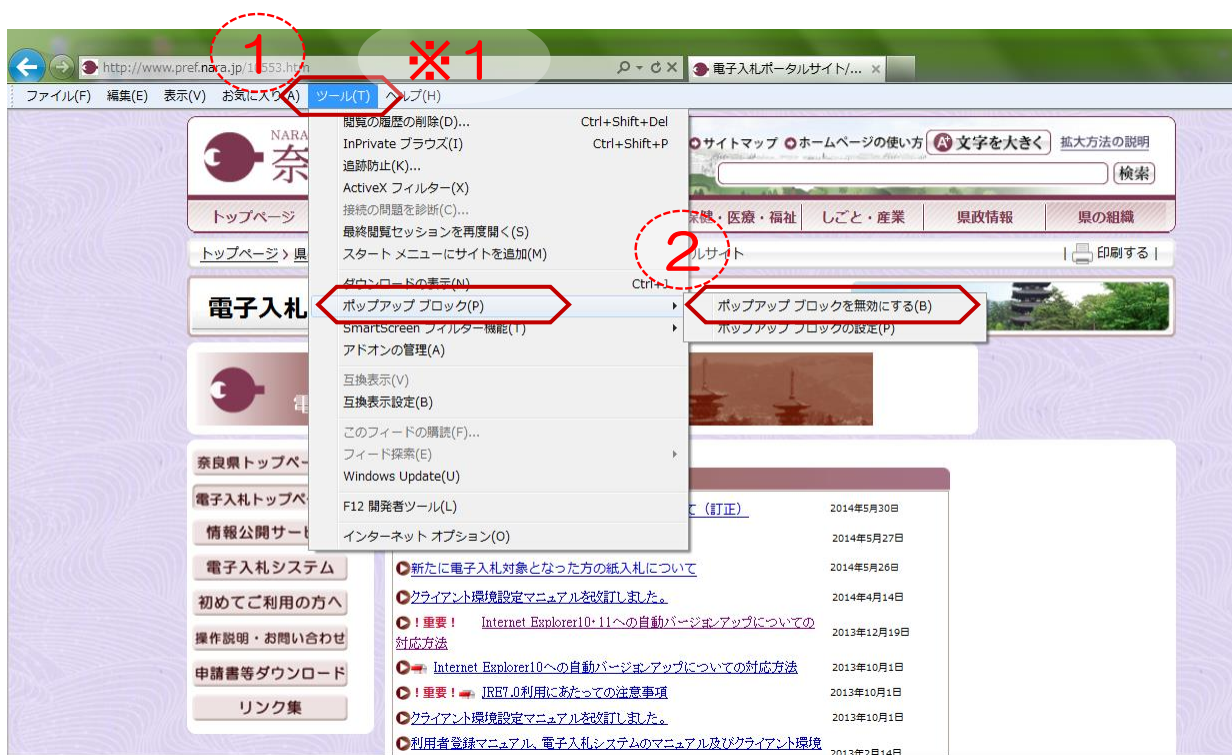 ① ※1
http://www.pref.nara.jp/10553.htm
電子入札ポータルサイト/... ×
ファイル(F) 編集(E) 表示(V) お気に入り(A) ツール(T) ヘルプ(H)
閲覧の履歴の削除(D)... Ctrl+Shift+Del
InPrivate ブラウズ(I) Ctrl+Shift+P
追跡防止(K)...
ActiveX フィルター(X)
接続の問題を診断(C)...
最終閲覧セッションを再度開く(S)
スタート メニューにサイトを追加(M)
ダウンロードの表示(N) Ctrl+J
ポップアップ ブロック(P)
SmartScreen フィルター機能(T)
アドオンの管理(A)
互換表示(V)
互換表示設定(B)
このフィードの購読(F)...
フィード探索(E)
Windows Update(U)
F12 開発者ツール(L)
インターネット オプション(O)
②
ポップアップ ブロックを無効にする(B)
ポップアップ ブロックの設定(P)
NARA
奈
サイトマップ ホームページの使い方 A 文字を大きく 拡大方法の説明
検索
トップページ 保健・医療・福祉 しごと・産業 県政情報 県の組織
トップページ > 県 ルサイト | 印刷する |
電子入札
電
奈良県トップペー
電子入札トップペ
情報公開サー
電子入札システム
初めてご利用の方へ
操作説明・お問い合わせ
申請書等ダウンロード
リンク集
て（訂正） 2014年5月30日
2014年5月27日
新たに電子入札対象となった方の紙入札について 2014年5月26日
クライアント環境設定マニュアルを改訂しました。 2014年4月14日
！重要！ Internet Explorer10・11への自動バージョンアップについての
対応方法 2013年12月19日
Internet Explorer10への自動バージョンアップについての対応方法 2013年10月1日
！重要！ JRE7.0利用にあたっての注意事項 2013年10月1日
クライアント環境設定マニュアルを改訂しました。 2013年10月1日
利用者登録マニュアル、電子入札システムのマニュアル及びクライアント環境 2013年2月14日